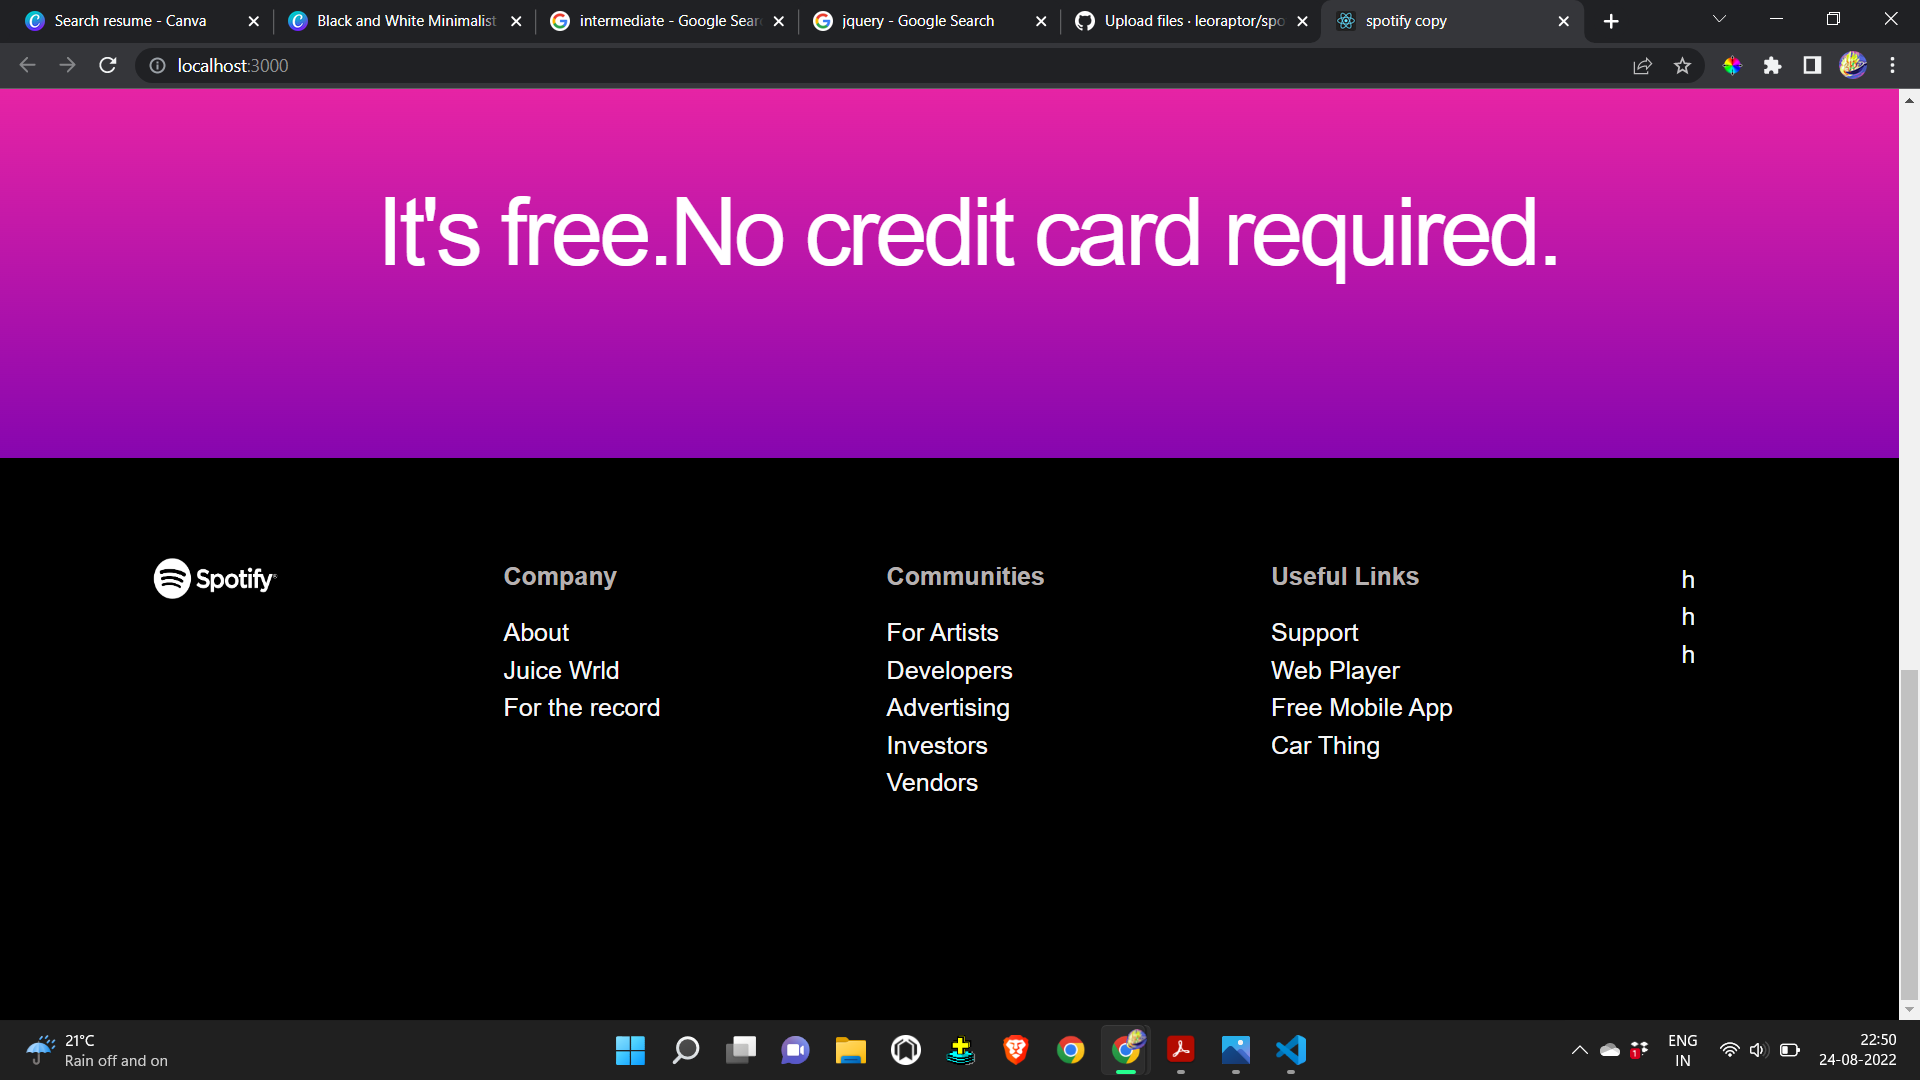 Search resume - Canva
Black and White Minimalist
intermediate - Google Sear
jquery - Google Search
Upload files · leoraptor/spo
spotify copy
localhost:3000
It's free.No credit card required.
Spotify
Company
About
Juice Wrld
For the record
Communities
For Artists
Developers
Advertising
Investors
Vendors
Useful Links
Support
Web Player
Free Mobile App
Car Thing
h
h
h
21°C
Rain off and on
1
ENG
IN
22:50
24-08-2022